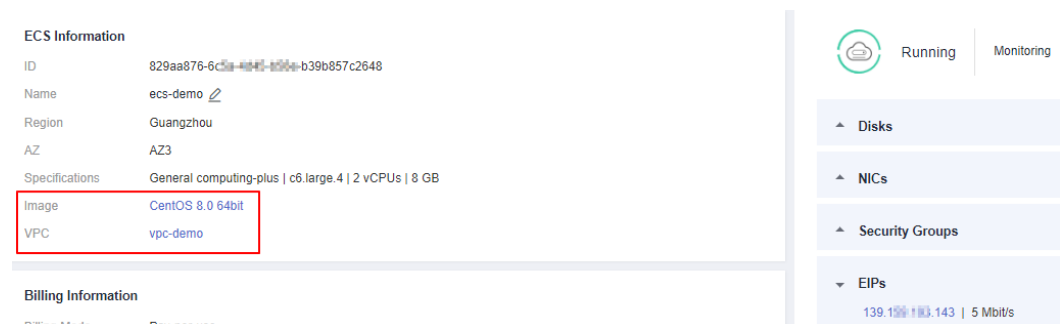 ECS Information
ID 829aa876-6c b39b857c2648
Name ecs-demo
Region Guangzhou
AZ AZ3
Specifications General computing-plus | c6.large.4 | 2 vCPUs | 8 GB
Image CentOS 8.0 64bit
VPC vpc-demo
Billing Information
Running Monitoring
Disks
NICs
Security Groups
EIPs
139.1 .143 | 5 Mbit/s